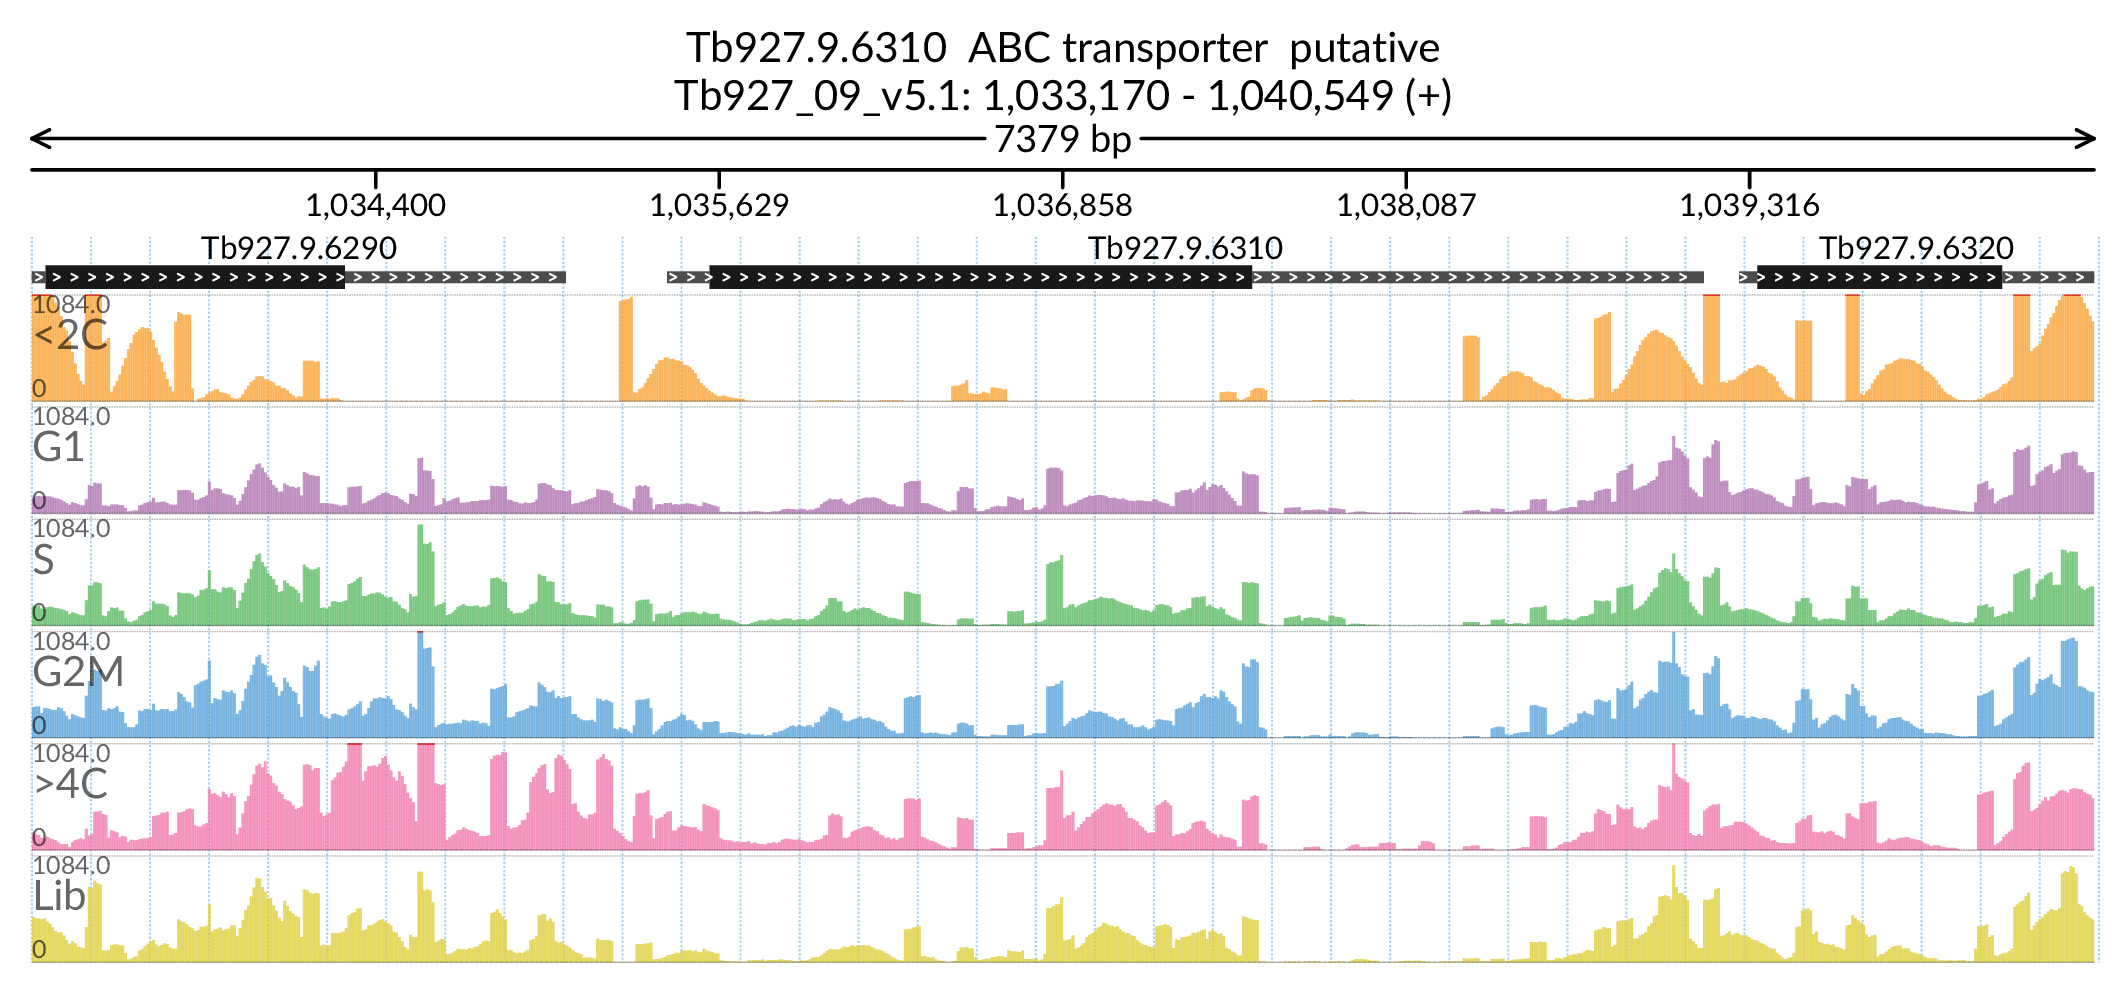 Tb927.9.6310  ABC transporter  putative
Tb927_09_v5.1: 1,033,170 - 1,040,549 (+)
7379 bp
1,034,400 1,035,629 1,036,858 1,038,087 1,039,316
Tb927.9.6290 Tb927.9.6310 Tb927.9.6320
1084.0
<2C
0
1084.0
G1
0
1084.0
S
0
1084.0
G2M
0
1084.0
>4C
0
1084.0
Lib
0